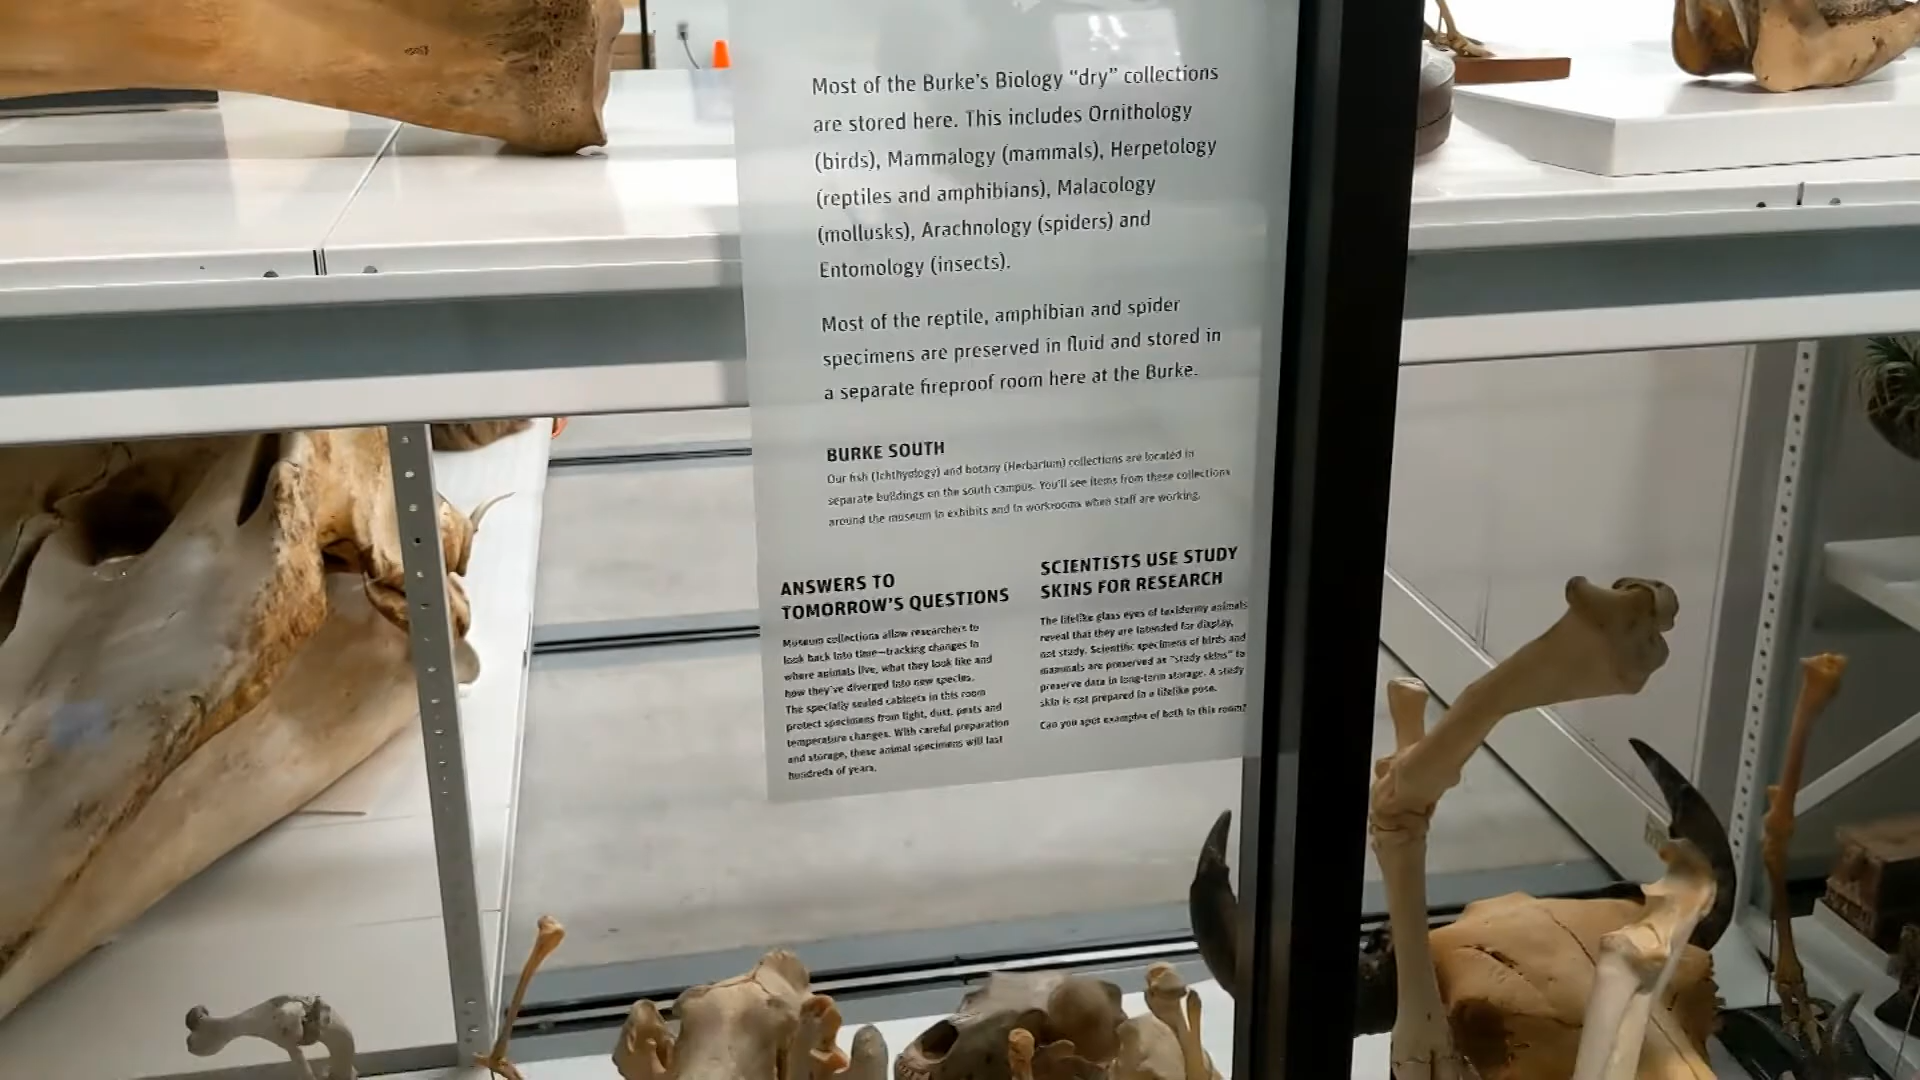 Most of the Burke's Biology “dry” collections
are stored here. This includes Ornithology
(birds), Mammalogy (mammals), Herpetology
(reptiles and amphibians), Malacology
(mollusks), Arachnology (spiders) and
Entomology (insects).
Most of the reptile, amphibian and spider
specimens are preserved in fluid and stored in
a separate fireproof room here at the Burke.
BURKE SOUTH
Our fish (Ichthyology) and botany (Herbarium) collections are located in
separate buildings on the south campus. You'll see items from these collections
around the museum in exhibits and in workrooms when staff are working.
ANSWERS TO
TOMORROW'S QUESTIONS
Museum collections allow researchers to
look back into time—tracking changes in
where animals live, what they look like and
how they've diverged into new species.
The specially sealed cabinets in this room
protect specimens from light, dust, pests and
temperature changes. With careful preparation
and storage, these animal specimens will last
hundreds of years.
SCIENTISTS USE STUDY
SKINS FOR RESEARCH
The lifelike glass eyes of taxidermy animals
reveal that they are intended for display,
not study. Scientific specimens of birds and
mammals are preserved as “study skins” to
preserve data in long-term storage. A study
skin is not prepared in a lifelike pose.
Can you spot examples of both in this room?